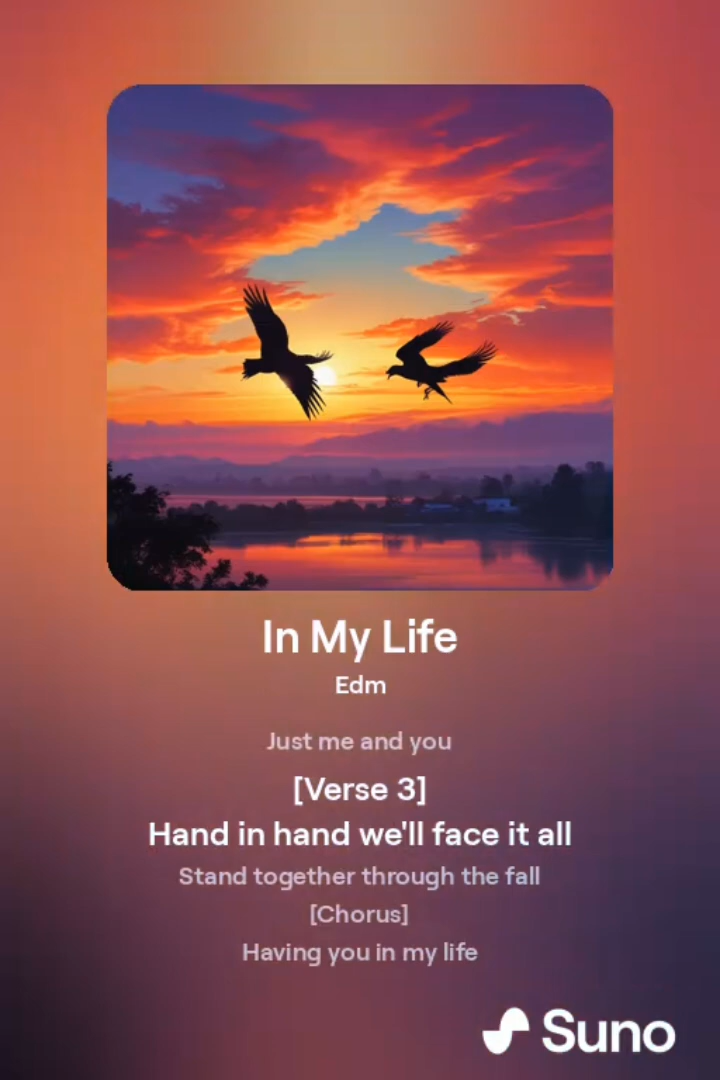 In My Life
Edm
Just me and you
[Verse 3]
Hand in hand we'll face it all
Stand together through the fall
[Chorus]
Having you in my life
Suno